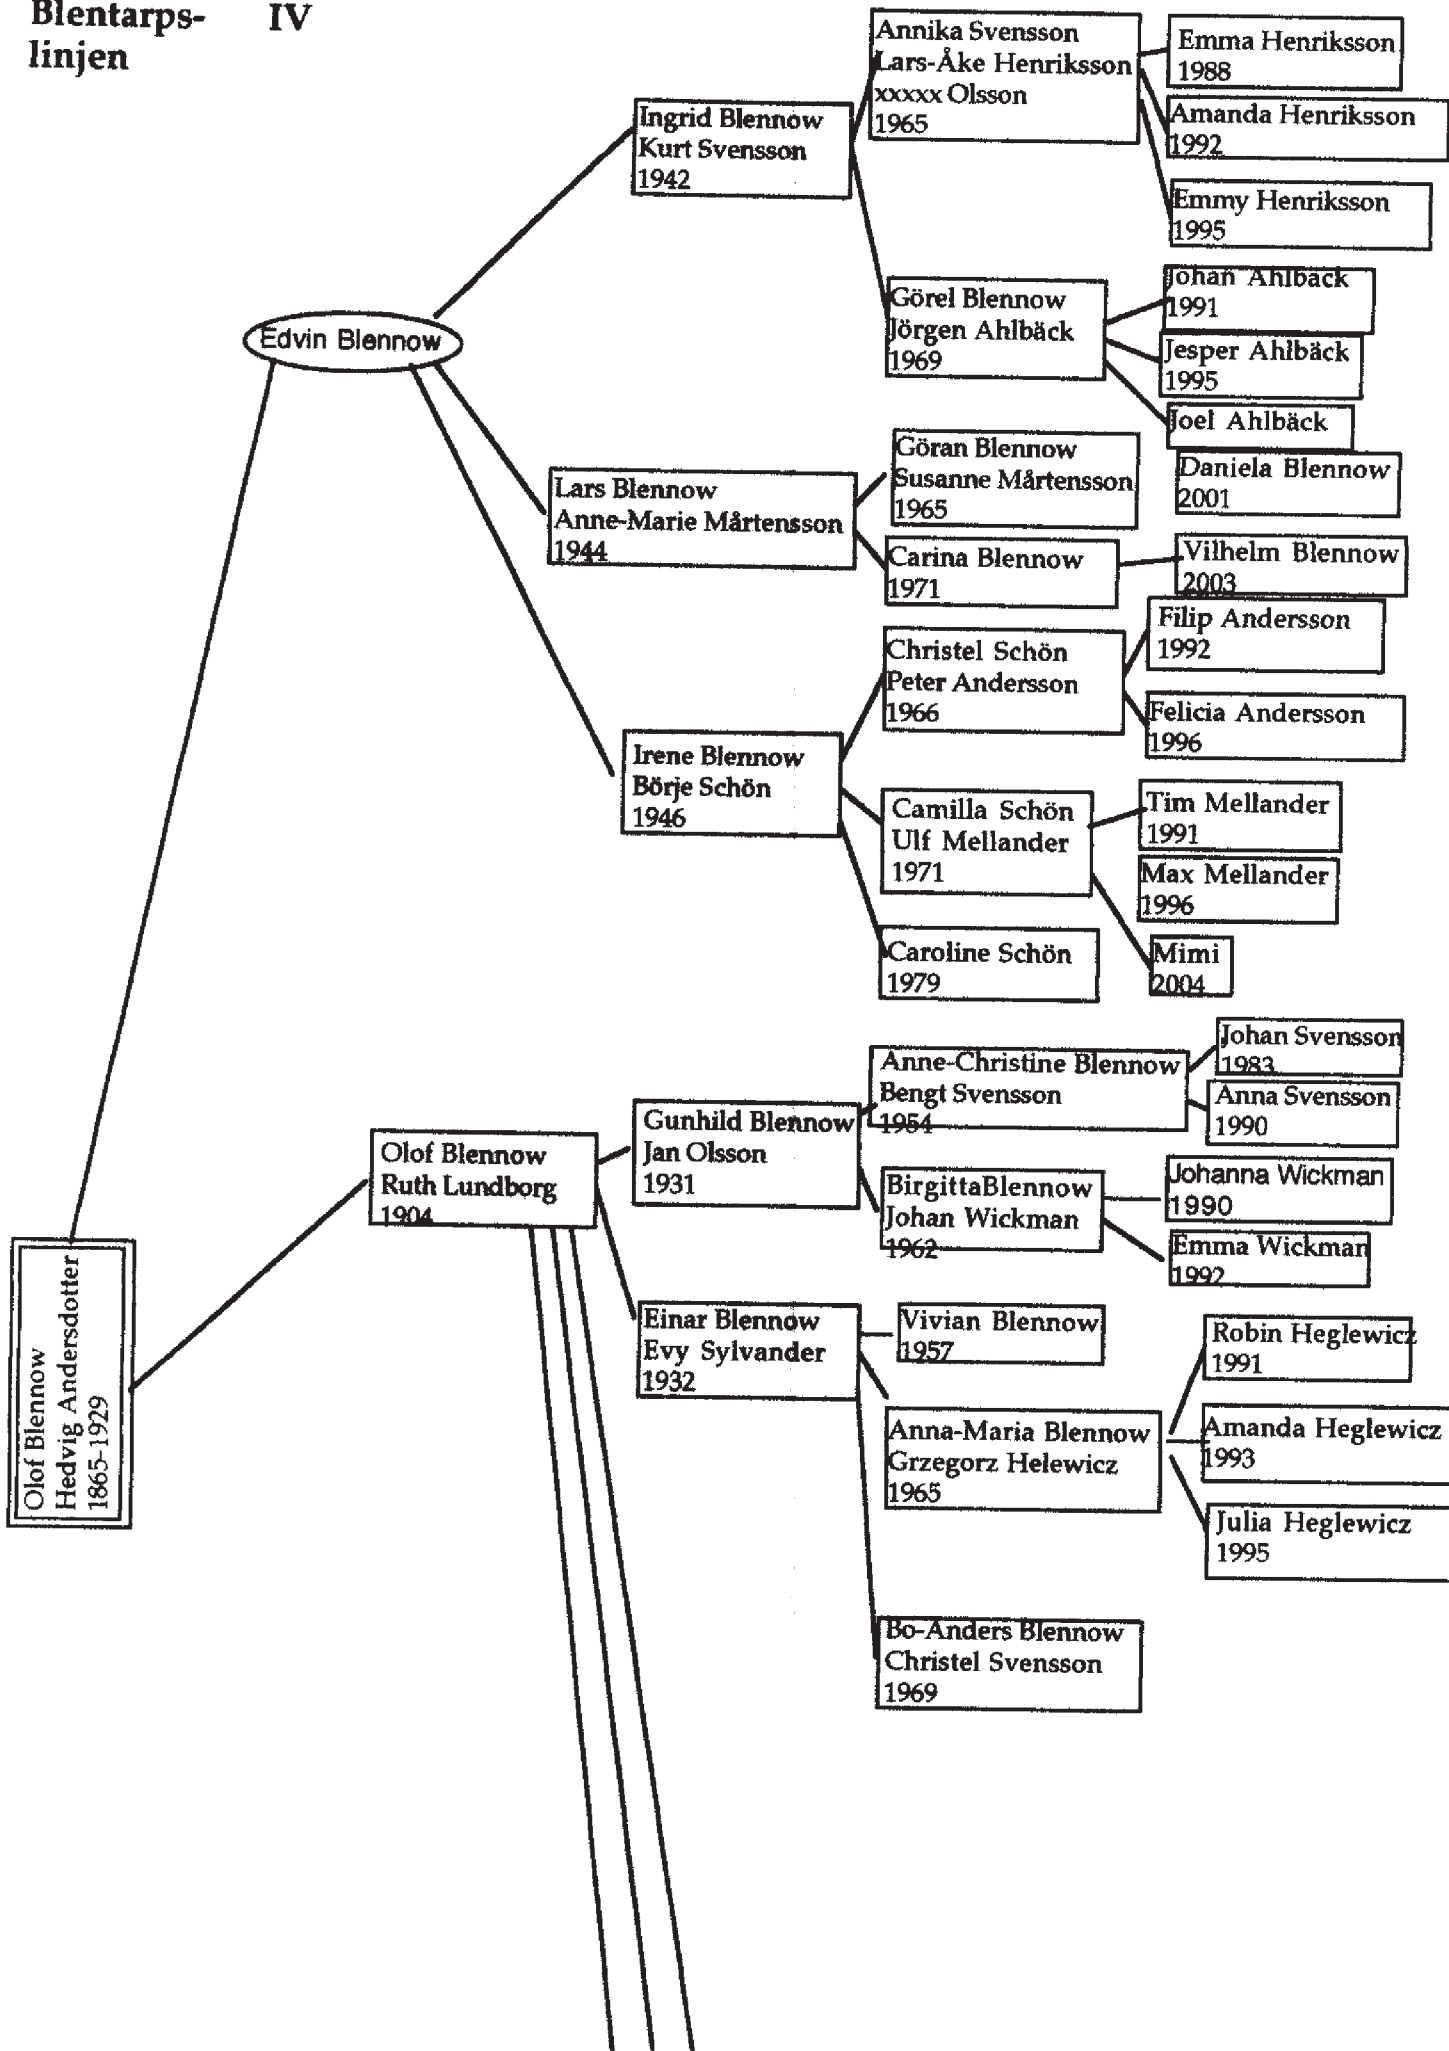 Blentarps-
linjen
IV
Annika Svensson
Lars-Åke Henriksson
xxxxx Olsson
1965
Emma Henriksson
1988
Amanda Henriksson
1992
Emmy Henriksson
1995
Ingrid Blennow
Kurt Svensson
1942
Görel Blennow
Jörgen Ahlbäck
1969
Johan Ahlbäck
1991
Jesper Ahlbäck
1995
Joel Ahlbäck
Edvin Blennow
Lars Blennow
Anne-Marie Mårtensson
1944
Göran Blennow
Susanne Mårtensson
1965
Daniela Blennow
2001
Carina Blennow
1971
Vilhelm Blennow
2003
Christel Schön
Peter Andersson
1966
Filip Andersson
1992
Felicia Andersson
1996
Irene Blennow
Börje Schön
1946
Camilla Schön
Ulf Mellander
1971
Tim Mellander
1991
Max Mellander
1996
Mimi
2004
Caroline Schön
1979
Olof Blennow
Ruth Lundborg
1904
Gunhild Blennow
Jan Olsson
1931
Anne-Christine Blennow
Bengt Svensson
1954
Johan Svensson
1983
Anna Svensson
1990
BirgittaBlennow
Johan Wickman
1962
Johanna Wickman
1990
Emma Wickman
1992
Einar Blennow
Evy Sylvander
1932
Vivian Blennow
1957
Anna-Maria Blennow
Grzegorz Helewicz
1965
Robin Heglewicz
1991
Amanda Heglewicz
1993
Julia Heglewicz
1995
Bo-Anders Blennow
Christel Svensson
1969
Olof Blennow
Hedvig Andersdotter
1865-1929